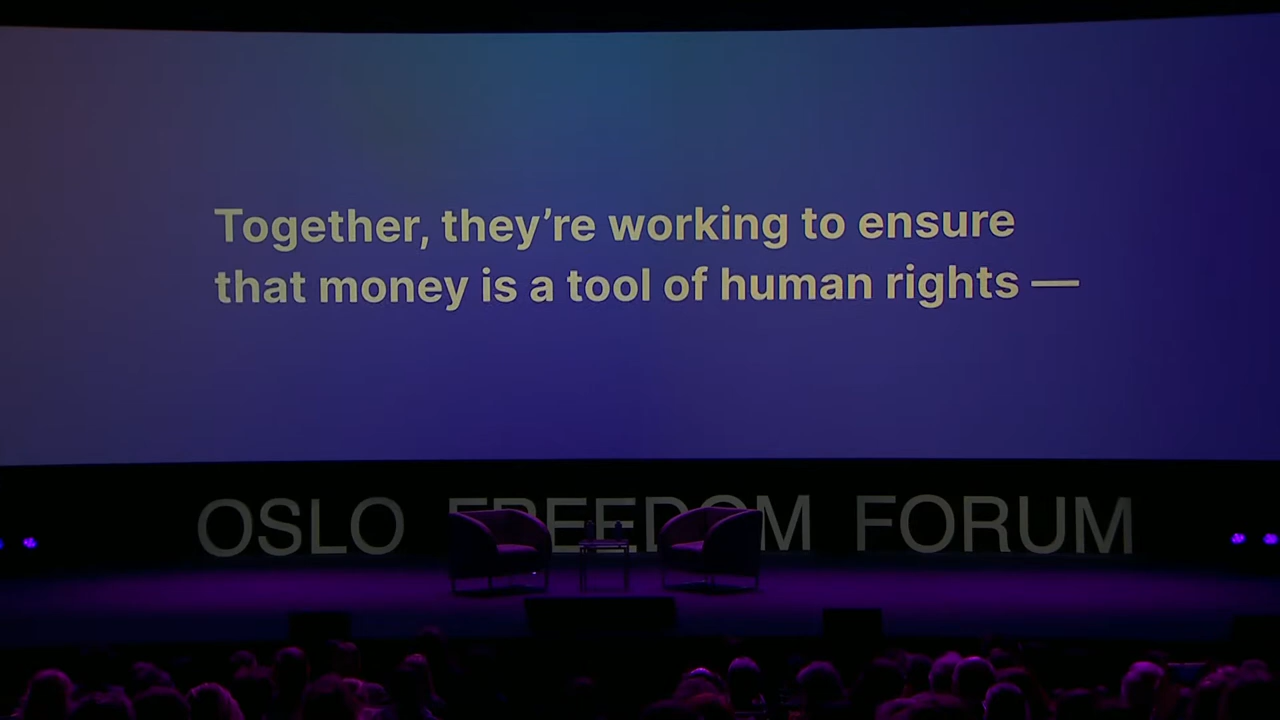 Together, they’re working to ensure
that money is a tool of human rights —
OSLO FREEDOM FORUM